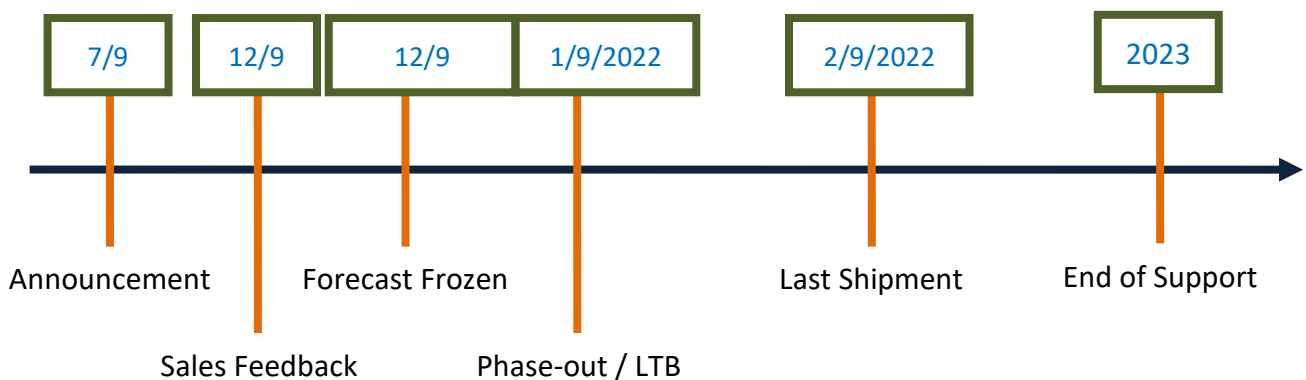 7/9
12/9
12/9
1/9/2022
2/9/2022
2023
Announcement
Forecast Frozen
Last Shipment
End of Support
Sales Feedback
Phase-out / LTB